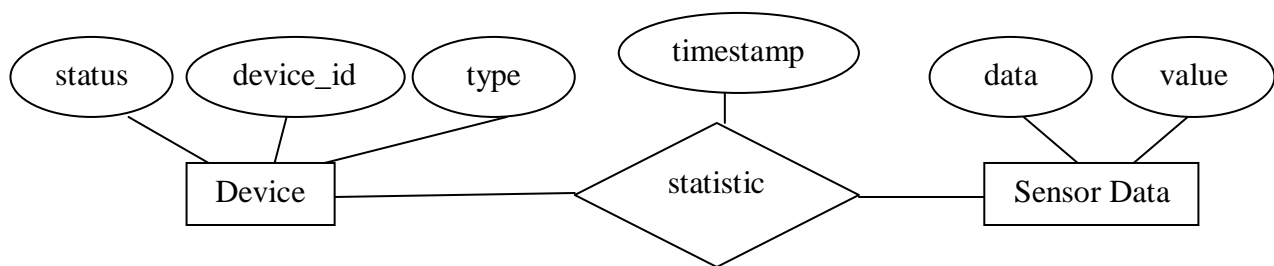 timestamp
status
device_id
type
data
value
statistic
Device
Sensor Data